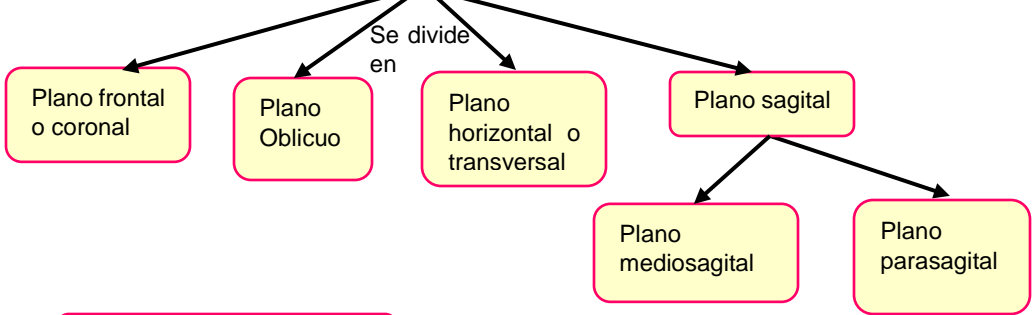 Se divide
en
Plano frontal
o coronal
Plano
Oblicuo
Plano
horizontal o
transversal
Plano sagital
Plano
mediosagital
Plano
parasagital